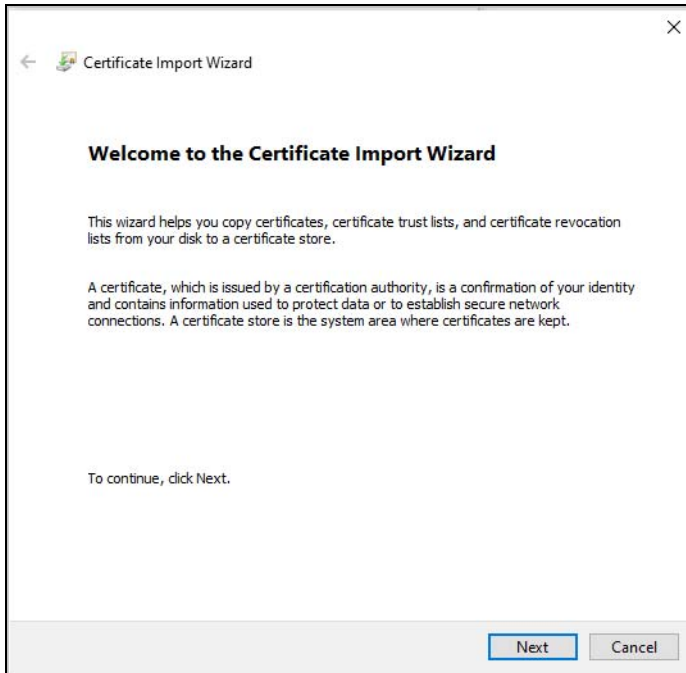 Certificate Import Wizard
Welcome to the Certificate Import Wizard
This wizard helps you copy certificates, certificate trust lists, and certificate revocation
lists from your disk to a certificate store.
A certificate, which is issued by a certification authority, is a confirmation of your identity
and contains information used to protect data or to establish secure network
connections. A certificate store is the system area where certificates are kept.
To continue, click Next.
Next Cancel